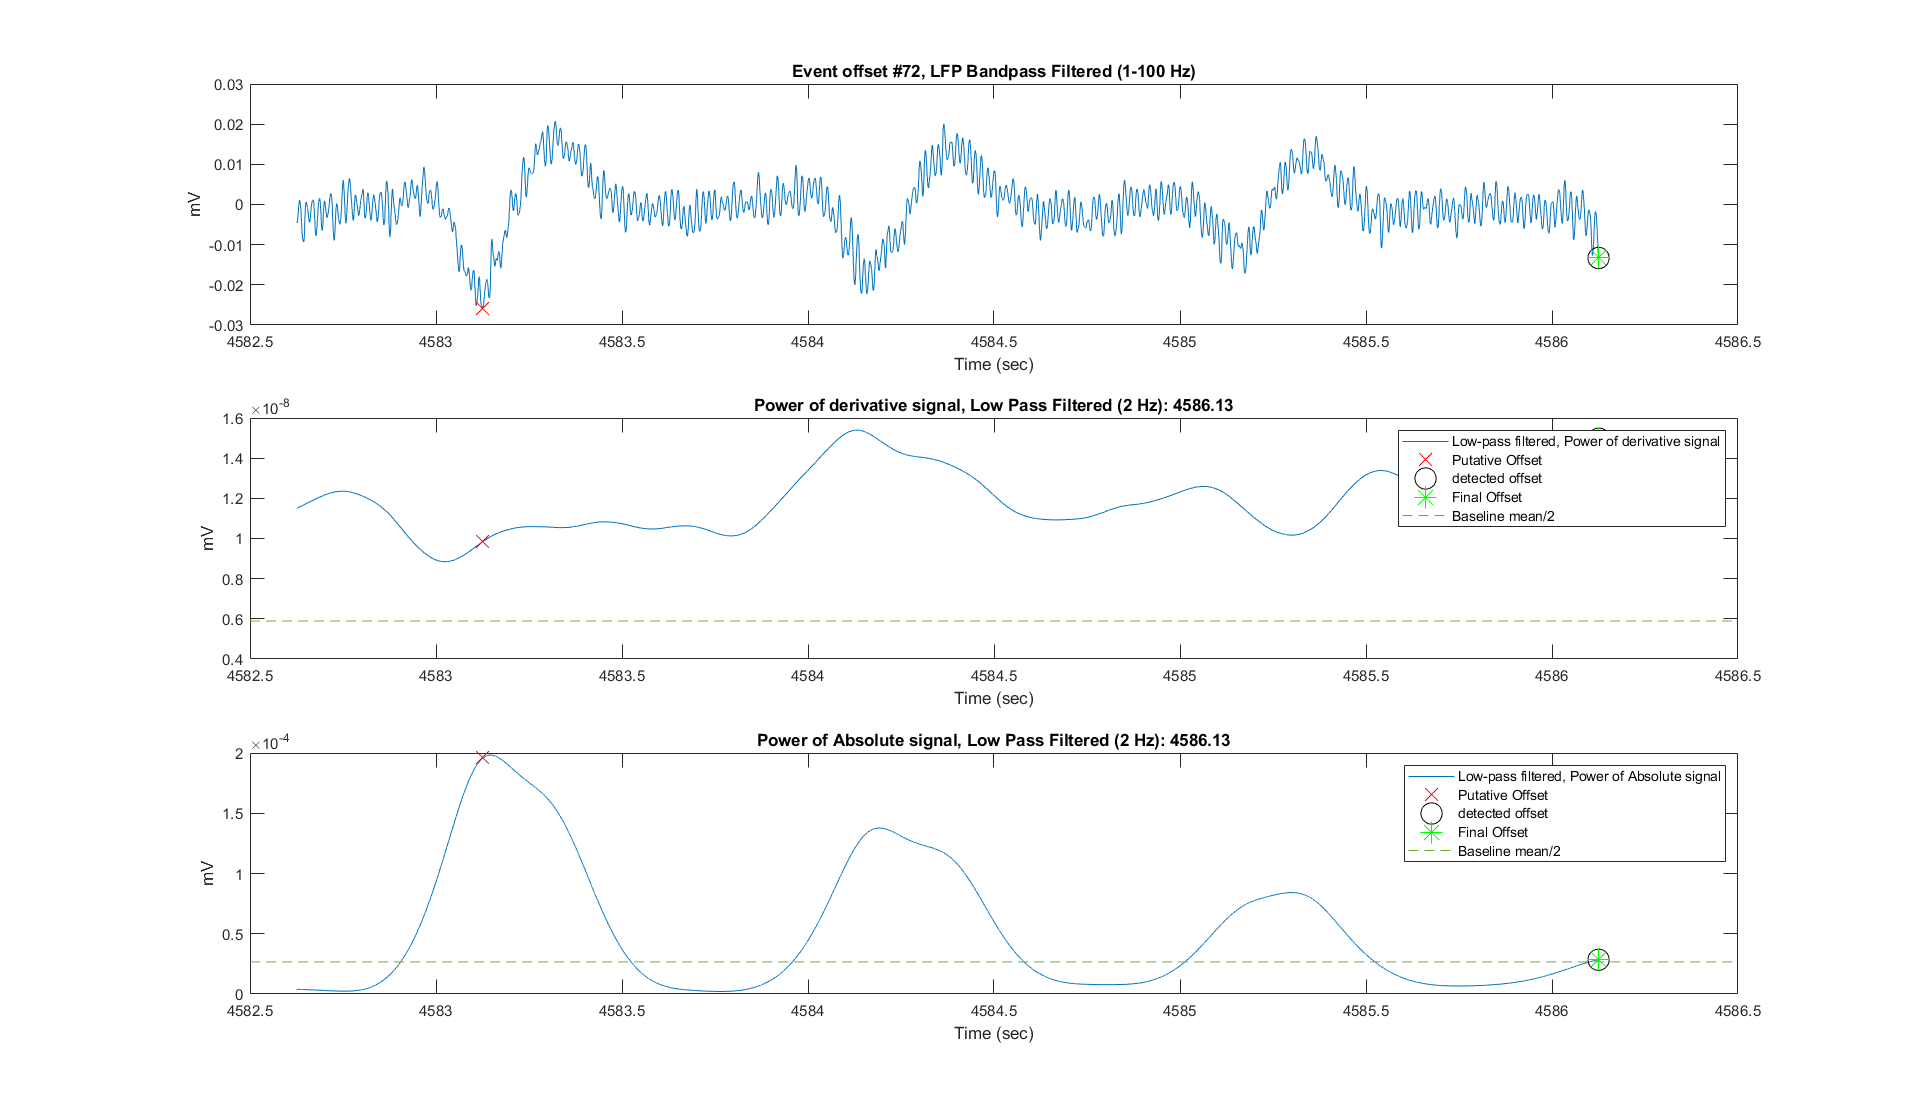 Event offset #72, LFP Bandpass Filtered (1-100 Hz)
0.03
0.02
0.01
0
-0.01
-0.02
-0.03
mV
4582.5 4583 4583.5 4584 4584.5 4585 4585.5 4586 4586.5
Time (sec)
Power of derivative signal, Low Pass Filtered (2 Hz): 4586.13
×10-8
1.6
1.4
1.2
1
0.8
0.6
0.4
mV
Low-pass filtered, Power of derivative signal
Putative Offset
detected offset
Final Offset
Baseline mean/2
4582.5 4583 4583.5 4584 4584.5 4585 4585.5 4586 4586.5
Time (sec)
Power of Absolute signal, Low Pass Filtered (2 Hz): 4586.13
×10-4
2
1.5
1
0.5
0
mV
Low-pass filtered, Power of Absolute signal
Putative Offset
detected offset
Final Offset
Baseline mean/2
4582.5 4583 4583.5 4584 4584.5 4585 4585.5 4586 4586.5
Time (sec)